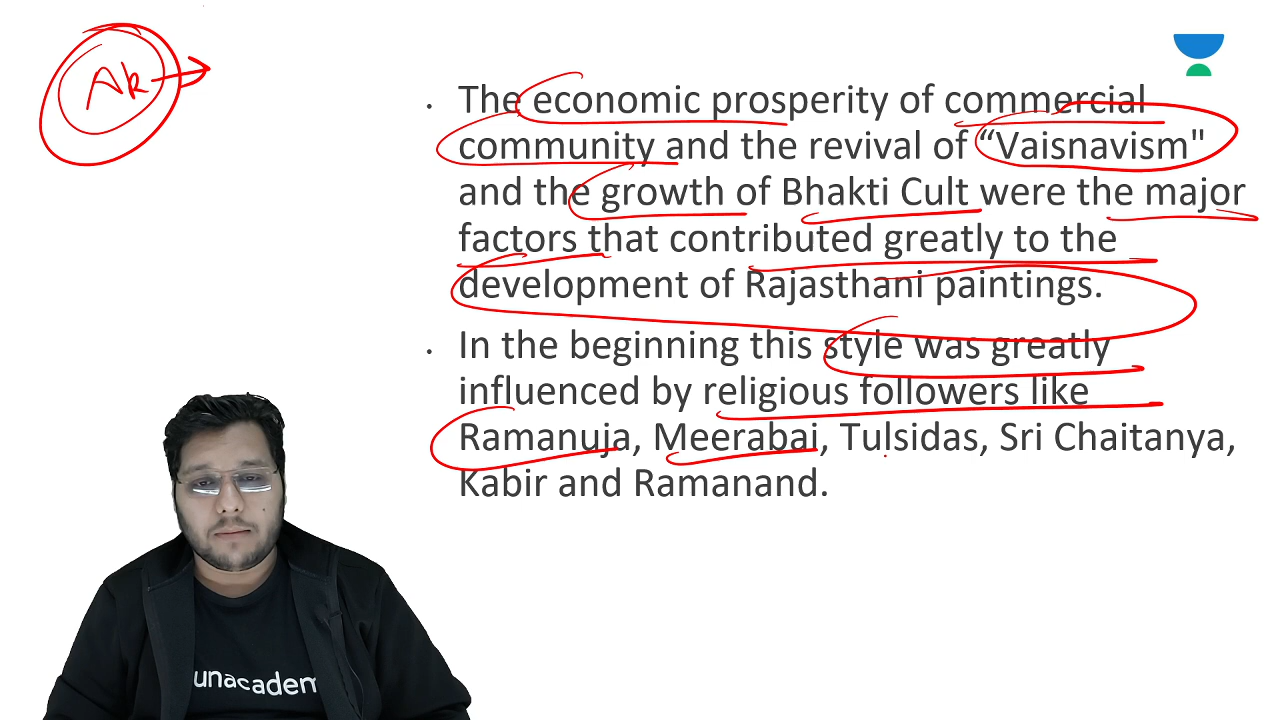 Ak
• The economic prosperity of commercial
community and the revival of “Vaisnavism"
and the growth of Bhakti Cult were the major
factors that contributed greatly to the
development of Rajasthani paintings.
• In the beginning this style was greatly
influenced by religious followers like
Ramanuja, Meerabai, Tulsidas, Sri Chaitanya,
Kabir and Ramanand.
unacadem